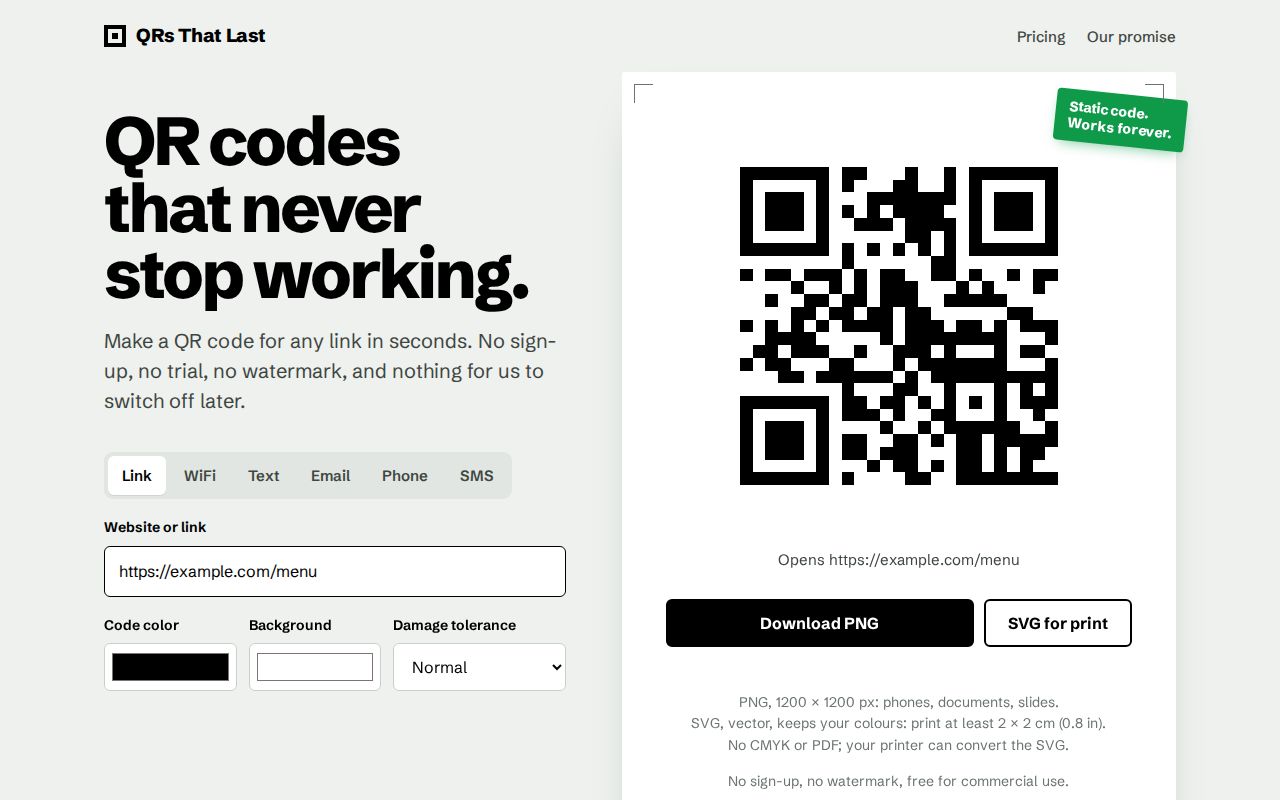 QRs That Last
Pricing
Our promise
QR codes
that never
stop working.
Make a QR code for any link in seconds. No sign-
up, no trial, no watermark, and nothing for us to
switch off later.
Link
WiFi
Text
Email
Phone
SMS
Website or link
https://example.com/menu
Code color
Background
Damage tolerance
Normal
Static code.
Works forever.
Opens https://example.com/menu
Download PNG
SVG for print
PNG, 1200 × 1200 px: phones, documents, slides.
SVG, vector, keeps your colours: print at least 2 × 2 cm (0.8 in).
No CMYK or PDF; your printer can convert the SVG.
No sign-up, no watermark, free for commercial use.